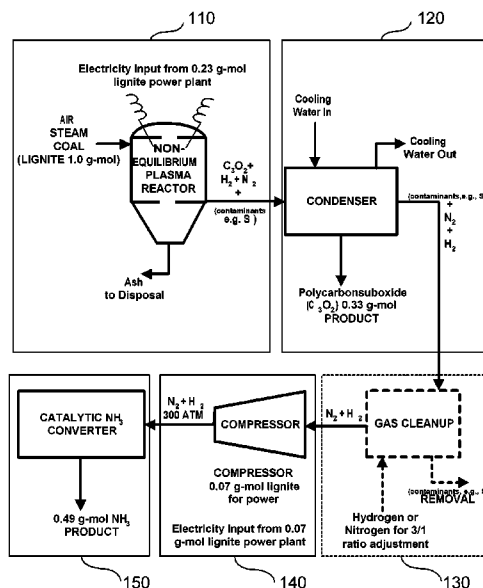 110
120
Electricity Input from 0.23 g-mol
lignite power plant
AIR
STEAM
COAL
(LIGNITE 1.0 g-mol)
NON-
EQUILIBRIUM
PLASMA
REACTOR
C₃O₂+
H₂ + N₂
+
(contaminants
e.g. S )
Ash
to Disposal
Cooling
Water In
Cooling
Water Out
CONDENSER
(contaminants, e.g., S)
+
N₂
+
H₂
Polycarbonsuboxide
(C₃O₂) 0.33 g-mol
PRODUCT
CATALYTIC NH₃
CONVERTER
0.49 g-mol NH₃
PRODUCT
N₂ + H₂
300 ATM
COMPRESSOR
COMPRESSOR
0.07 g-mol lignite
for power
Electricity Input from 0.07
g-mol lignite power plant
N₂ + H₂
GAS CLEANUP
(contaminants, e.g., S)
REMOVAL
Hydrogen or
Nitrogen for 3/1
ratio adjustment
150
140
130